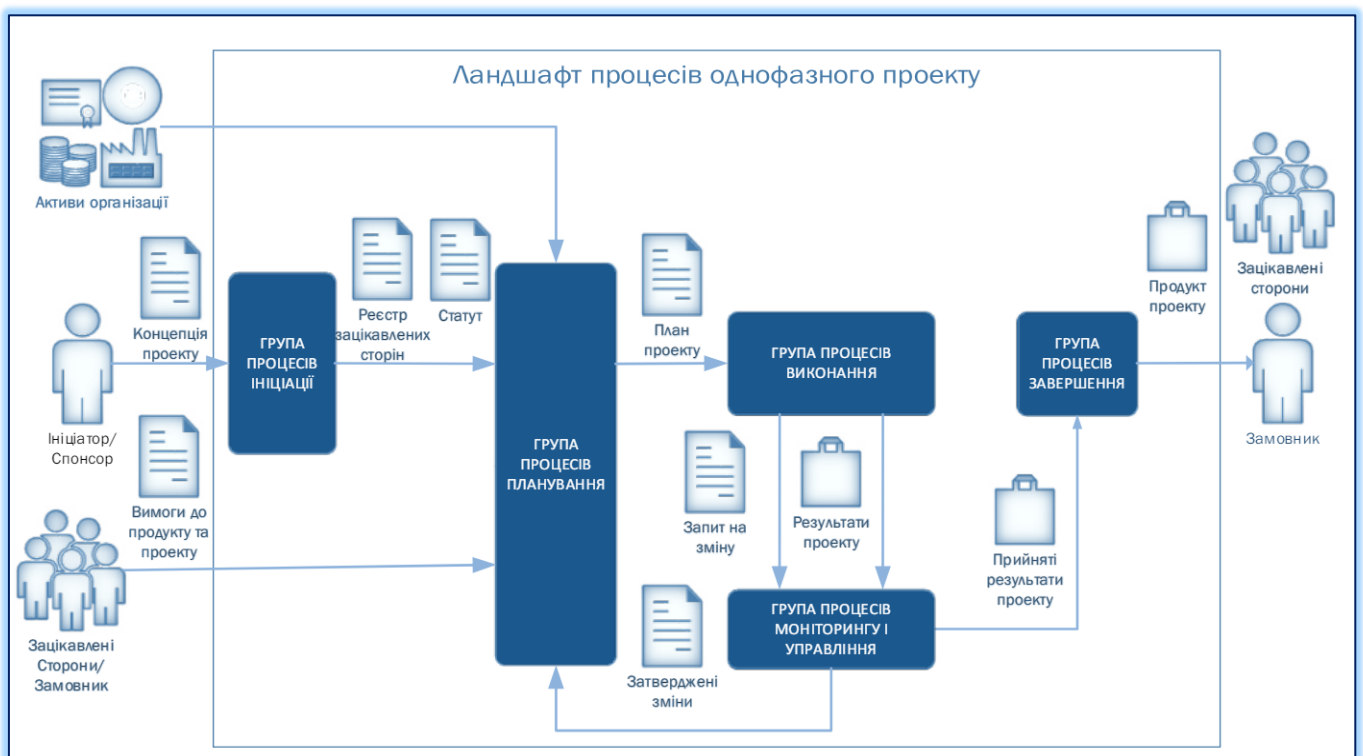 Ландшафт процесів однофазного проекту
Активи організації
Концепція
проекту
Ініціатор/
Спонсор
Вимоги до
продукту та
проекту
Зацікавлені
Сторони/
Замовник
ГРУПА
ПРОЦЕСІВ
ІНІЦІАЦІЇ
Реєстр
зацікавлених
сторін
Статут
ГРУПА
ПРОЦЕСІВ
ПЛАНУВАННЯ
План
проекту
ГРУПА ПРОЦЕСІВ
ВИКОНАННЯ
Запит на
зміну
Результати
проекту
ГРУПА ПРОЦЕСІВ
МОНІТОРИНГУ І
УПРАВЛІННЯ
Затверджені
зміни
Прийняті
результати
проекту
ГРУПА
ПРОЦЕСІВ
ЗАВЕРШЕННЯ
Продукт
проекту
Зацікавлені
сторони
Замовник